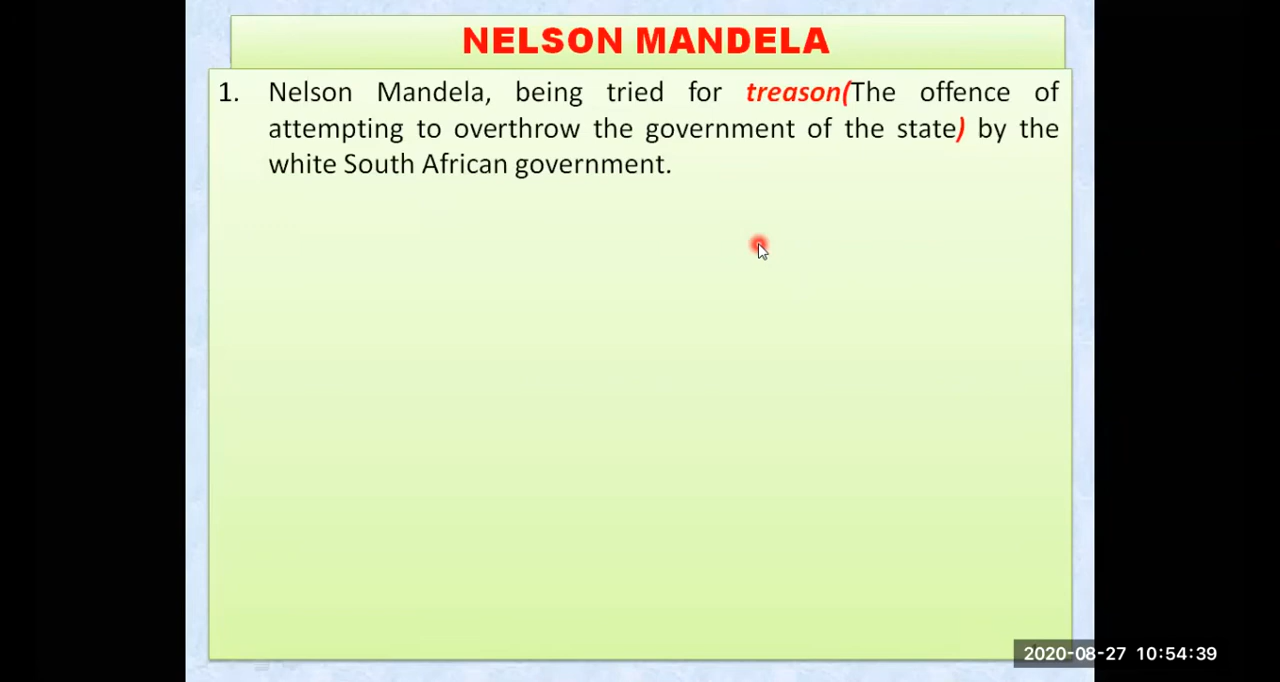 NELSON MANDELA
1. Nelson Mandela, being tried for treason(The offence of
attempting to overthrow the government of the state) by the
white South African government.
2020-08-27 10:54:39